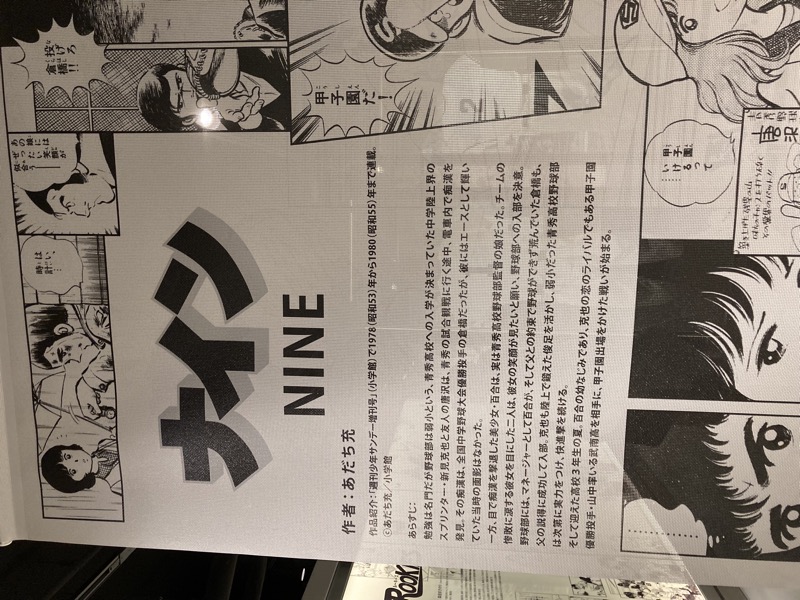 あの娘には
ぜったい笑顔が
似合う――
はい、
時計…
投げろ
倉橋!!
ナイン
NINE
作者：あだち充
作品紹介：「週刊少年サンデー増刊号」（小学館）で1978（昭和53）年から1980（昭和55）年まで連載。
©あだち充／小学館
甲子園だ！
あらすじ：
勉強は名門だが野球部は弱小という、青秀高校への入学が決まっていた中学陸上界の
スプリンター・新見克也と友人の唐沢は、青秀の試合観戦に行く途中、電車内で痴漢を
発見。その痴漢は、全国中学野球大会優勝投手の倉橋だったが、彼にはエースとして輝い
ていた当時の面影はなかった。
一方、目で痴漢を撃退した美少女・百合は、実は青秀高校野球部監督の娘だった。チームの
惨敗に涙する彼女を目にした二人は、彼女の笑顔が見たいと願い、野球部への入部を決意。
野球部には、マネージャーとして百合が、そして父との約束で野球ができず荒んでいた倉橋も、
父の説得に成功して入部。克也も陸上で鍛えた俊足を活かし、弱小だった青秀高校野球部
は次第に実力をつけ、快進撃を続ける。
そして迎えた高校3年生の夏。百合の幼なじみであり、克也の恋のライバルでもある甲子園
優勝投手・山中率いる武南高を相手に、甲子園出場をかけた戦いが始まる。
ROOKI
2
甲子園
いけるって
青秀野球
唐沢